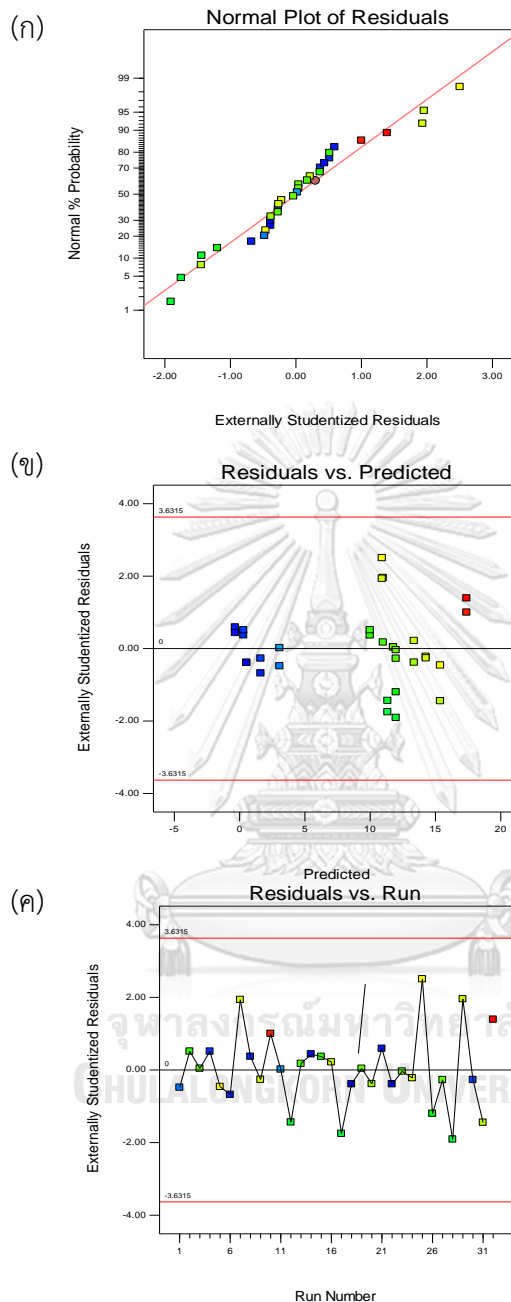 (ก)
Normal Plot of Residuals
Normal % Probability
99
95
90
80
70
50
30
20
10
5
1
-2.00 -1.00 0.00 1.00 2.00 3.00
Externally Studentized Residuals
(ข)
Residuals vs. Predicted
Externally Studentized Residuals
4.00
3.6315
2.00
0.00
0
-2.00
-3.6315
-4.00
-5 0 5 10 15 20
Predicted
(ค)
Residuals vs. Run
Externally Studentized Residuals
4.00
3.6315
2.00
จุฬาลงกรณ์มหาวิทยาลั
0.00
0
-2.00
-3.6315
-4.00
1 6 11 16 21 26 31
Run Number